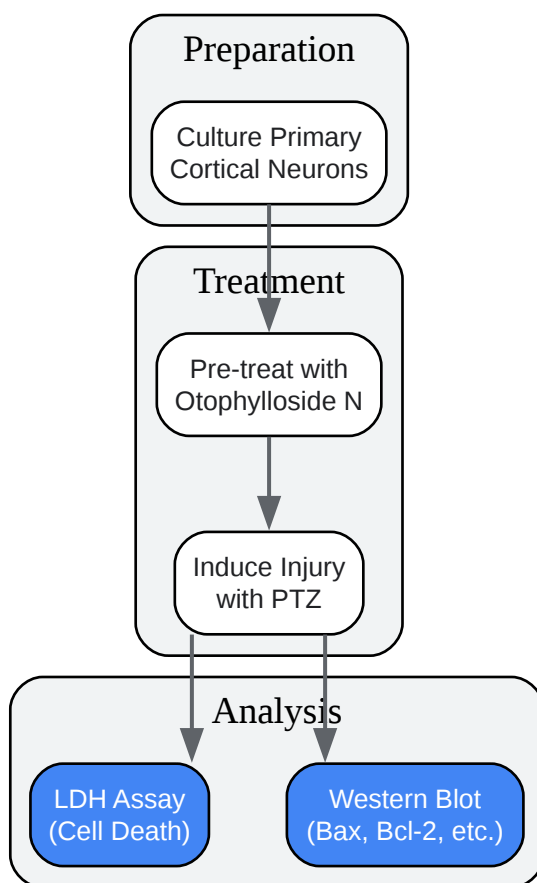 Preparation
Culture Primary
Cortical Neurons
Treatment
Pre-treat with
Otophylloside N
Induce Injury
with PTZ
Analysis
LDH Assay
(Cell Death)
Western Blot
(Bax, Bcl-2, etc.)